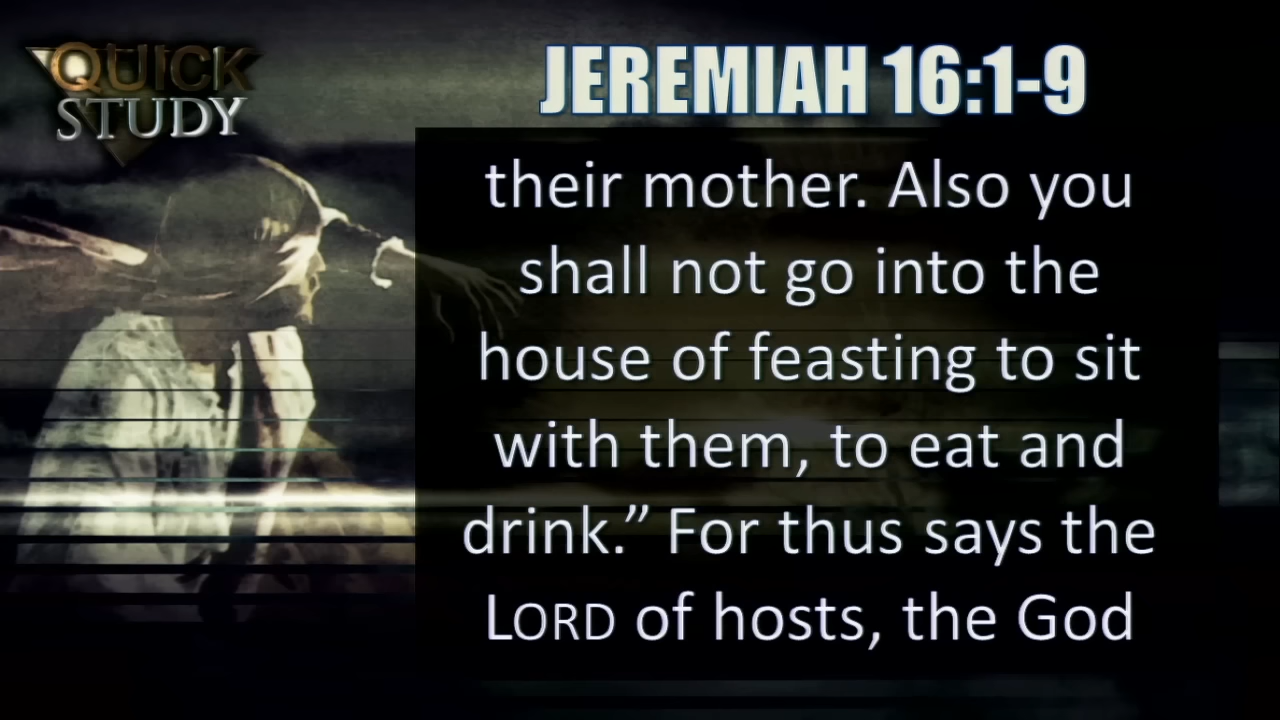 QUICK
STUDY
JEREMIAH 16:1-9
their mother. Also you
shall not go into the
house of feasting to sit
with them, to eat and
drink.” For thus says the
LORD of hosts, the God